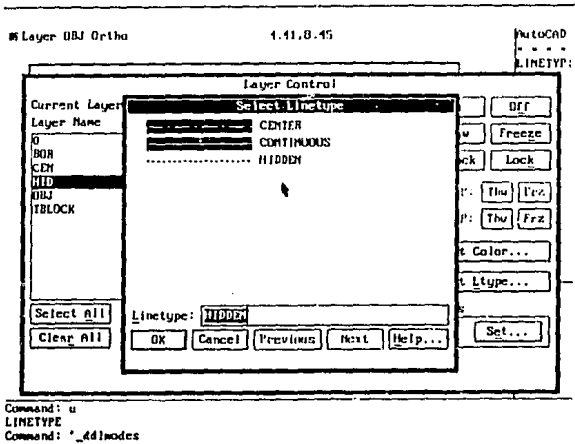 Layer OBJ Ortho 4.41,8.45 AutoCAD
- - - -
LINETYP:
Layer Control
Current Layer
Select Linetype
Off
Layer Name
CENTER
CONTINUOUS
HIDDEN
w Freeze
ck Lock
0
BOR
CEN
HID
OBJ
TBLOCK
P: Thw Frz
P: Thw Frz
t Color...
t Ltype...
Select All
Linetype: HIDDEN
Clear All
OK Cancel Previous Next Help...
Set...
Command: u
LINETYPE
Command: '_ddlmodes